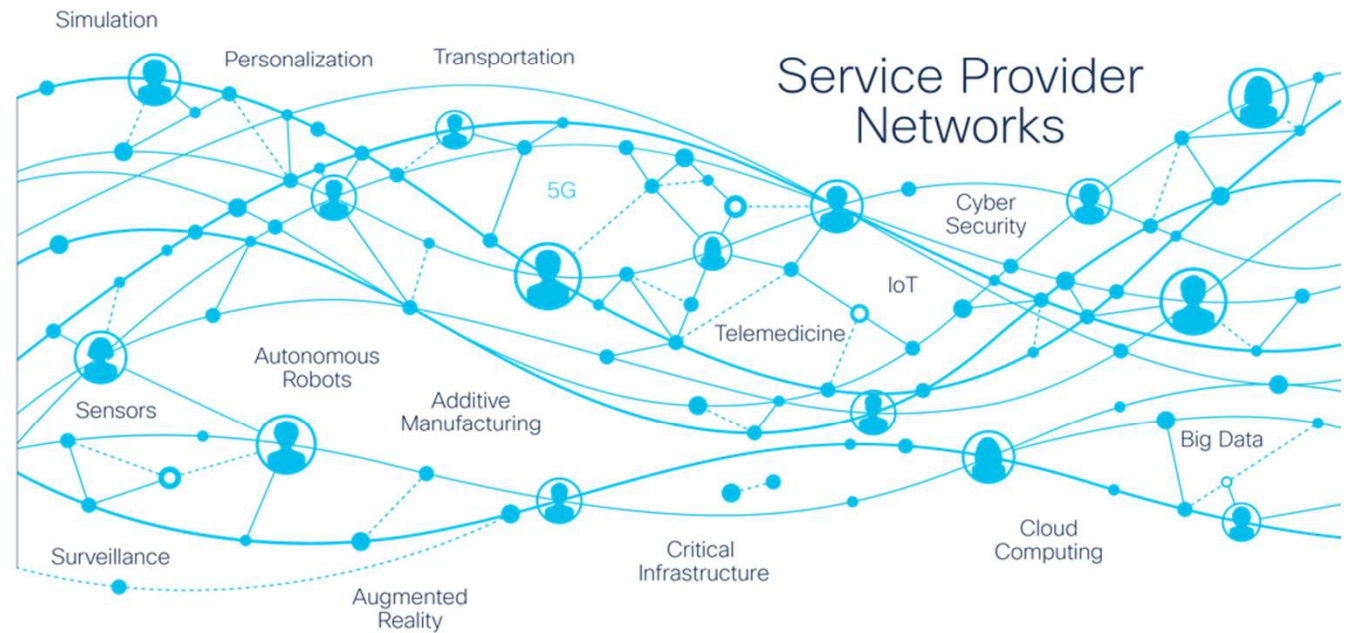 Simulation
Personalization
Transportation
Service Provider
Networks
5G
Cyber
Security
IoT
Telemedicine
Autonomous
Robots
Sensors
Additive
Manufacturing
Big Data
Surveillance
Critical
Infrastructure
Cloud
Computing
Augmented
Reality